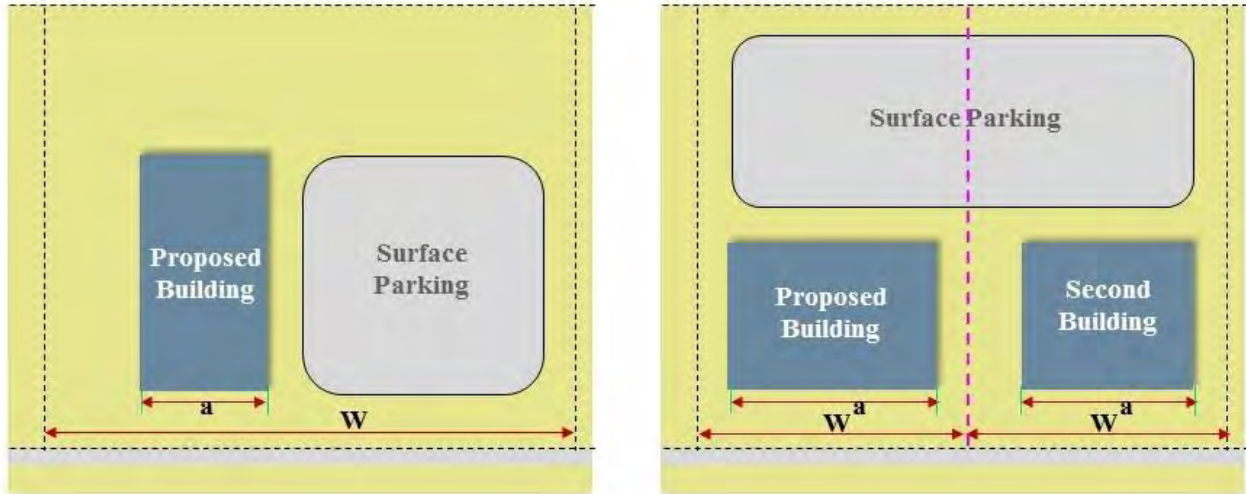 Proposed
Building
Surface
Parking
a
W
Surface Parking
Proposed
Building
Second
Building
a
a
W
W